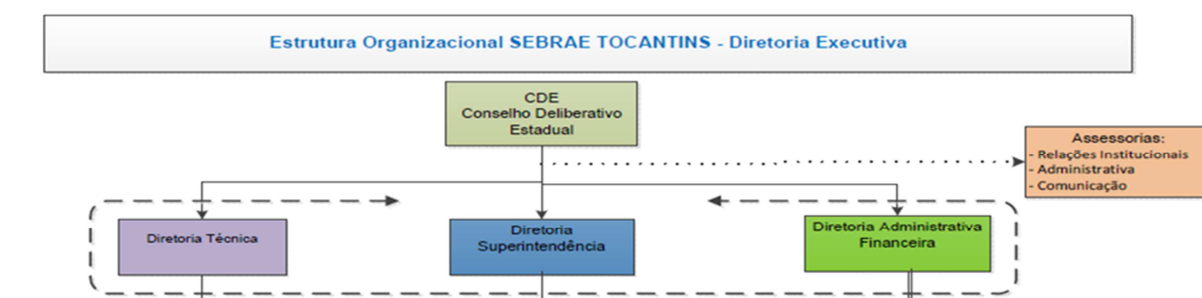 Estrutura Organizacional SEBRAE TOCANTINS - Diretoria Executiva
CDE
Conselho Deliberativo
Estadual
Assessorias:
- Relações Institucionais
- Administrativa
- Comunicação
Diretoria Técnica
Diretoria
Superintendência
Diretoria Administrativa
Financeira